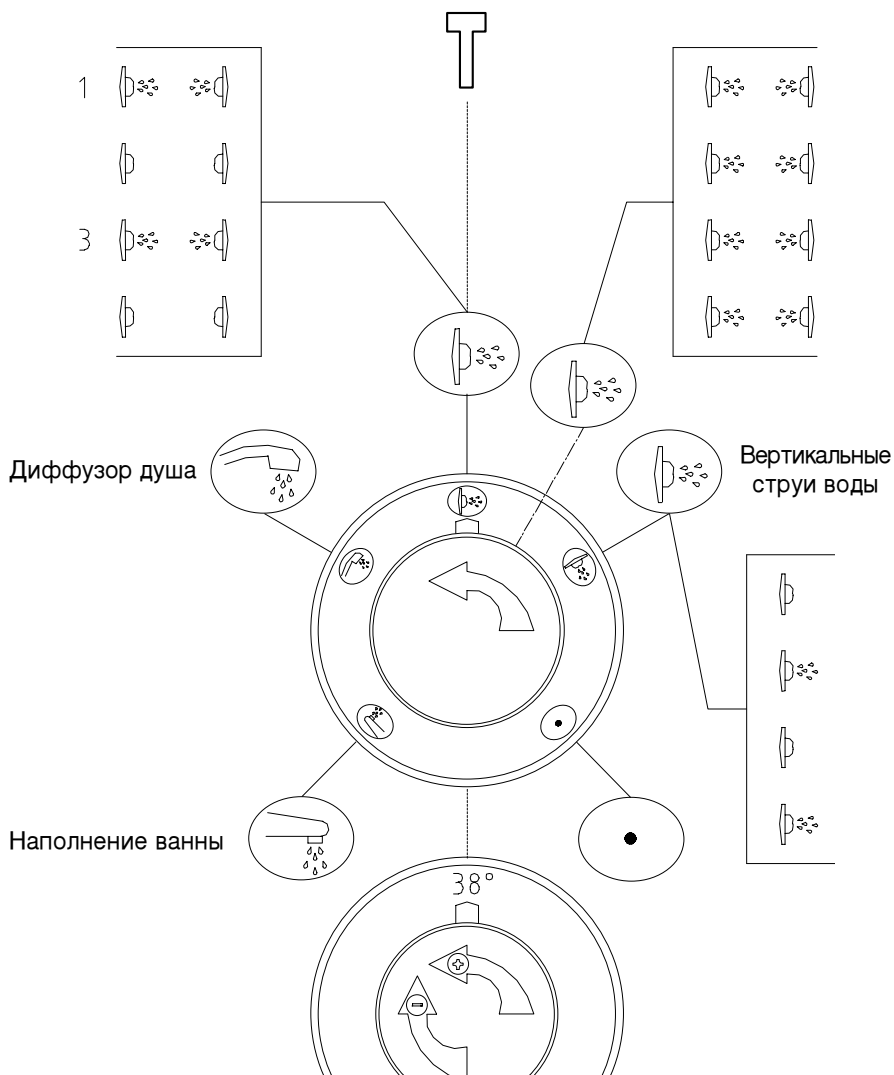 1
3
Диффузор душа
Вертикальные
струи воды
Наполнение ванны
38°